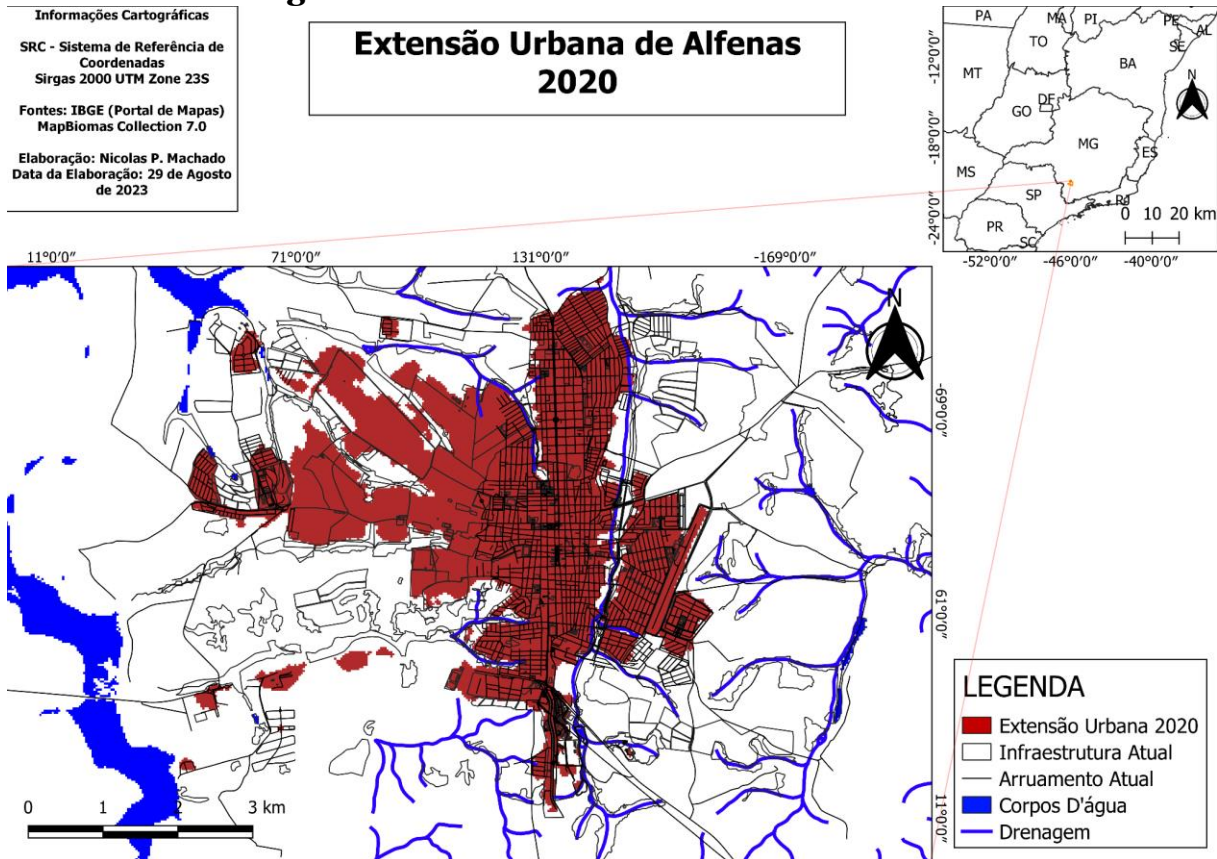 Informações Cartográficas
SRC - Sistema de Referência de
Coordenadas
Sirgas 2000 UTM Zone 23S
Fontes: IBGE (Portal de Mapas)
MapBiomas Collection 7.0
Elaboração: Nicolas P. Machado
Data da Elaboração: 29 de Agosto
de 2023
Extensão Urbana de Alfenas
2020
PA
MA
PI
PE
AL
TO
SE
BA
MT
DF
GO
MG
ES
MS
SP
RJ
PR
SC
N
0 10 20 km
-12°0'0"
-18°0'0"
-24°0'0"
-52°0'0" -46°0'0" -40°0'0"
11°0'0" 71°0'0" 131°0'0" -169°0'0"
N
-69°0'0"
61°0'0"
11°0'0"
0 1 2 3 km
LEGENDA
Extensão Urbana 2020
Infraestrutura Atual
Arruamento Atual
Corpos D'água
Drenagem